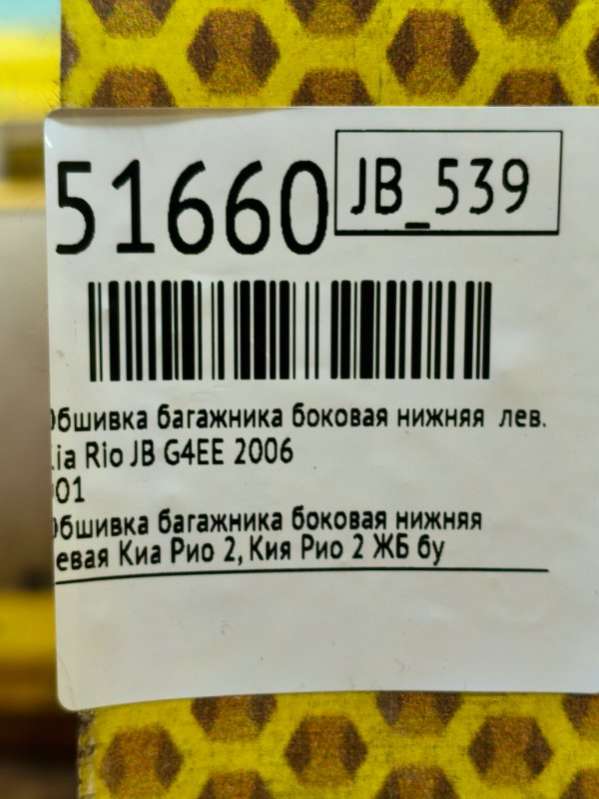 51660
JB_539
бшивка багажника боковая нижняя лев.
ia Rio JB G4EE 2006
01
бшивка багажника боковая нижняя
евая Киа Рио 2, Кия Рио 2 ЖБ бу